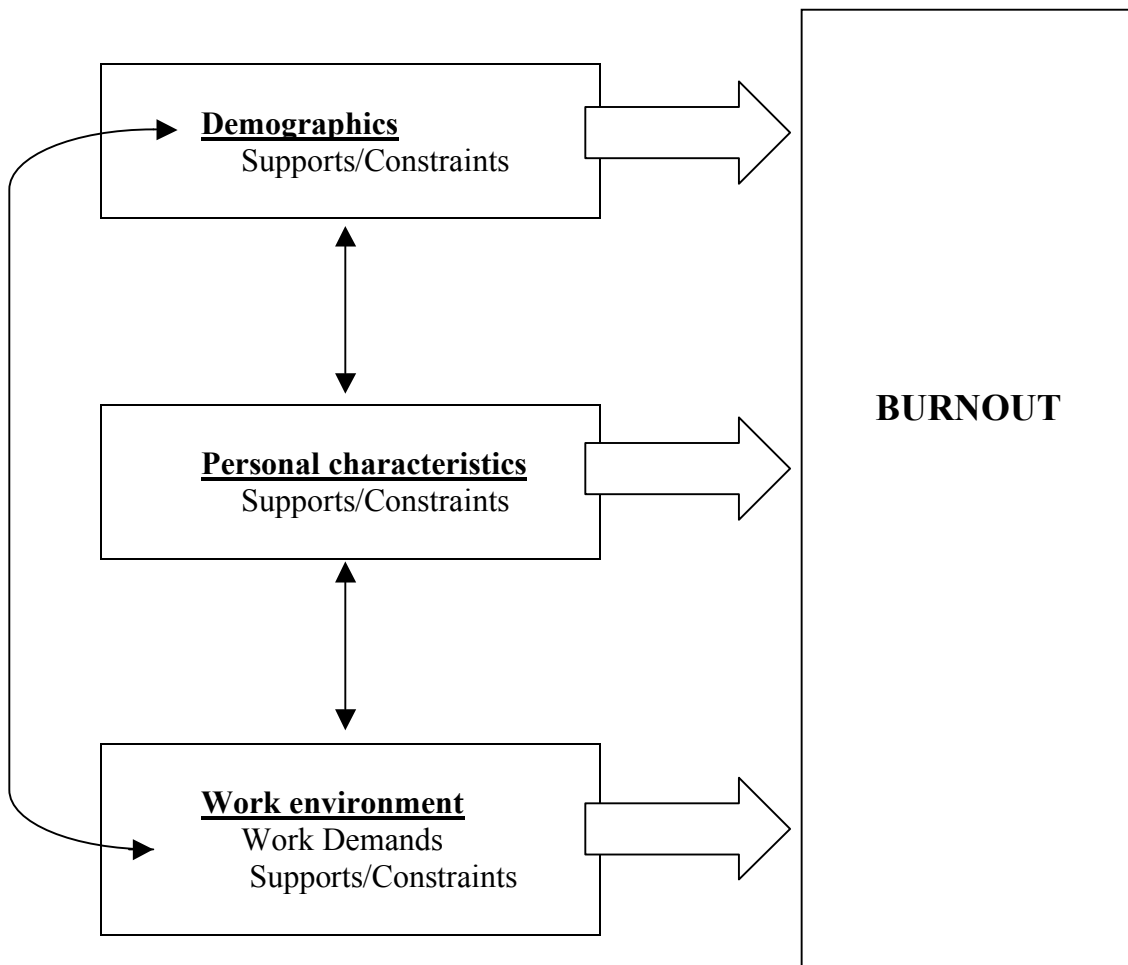 Demographics
Supports/Constraints
Personal characteristics
Supports/Constraints
BURNOUT
Work environment
Work Demands
Supports/Constraints